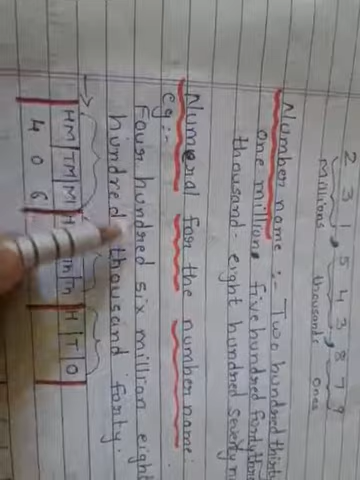 2 3 1, 5 4 3, 8 7 9
Millions thousands ones
Number name :- Two hundred thirty
one million, five hundred forty three
thousand - eight hundred seventy n
Numeral for the number name:
eg:-
Four hundred six million eight
hundred thousand forty.
HM TM M H Th H T O
4 0 6